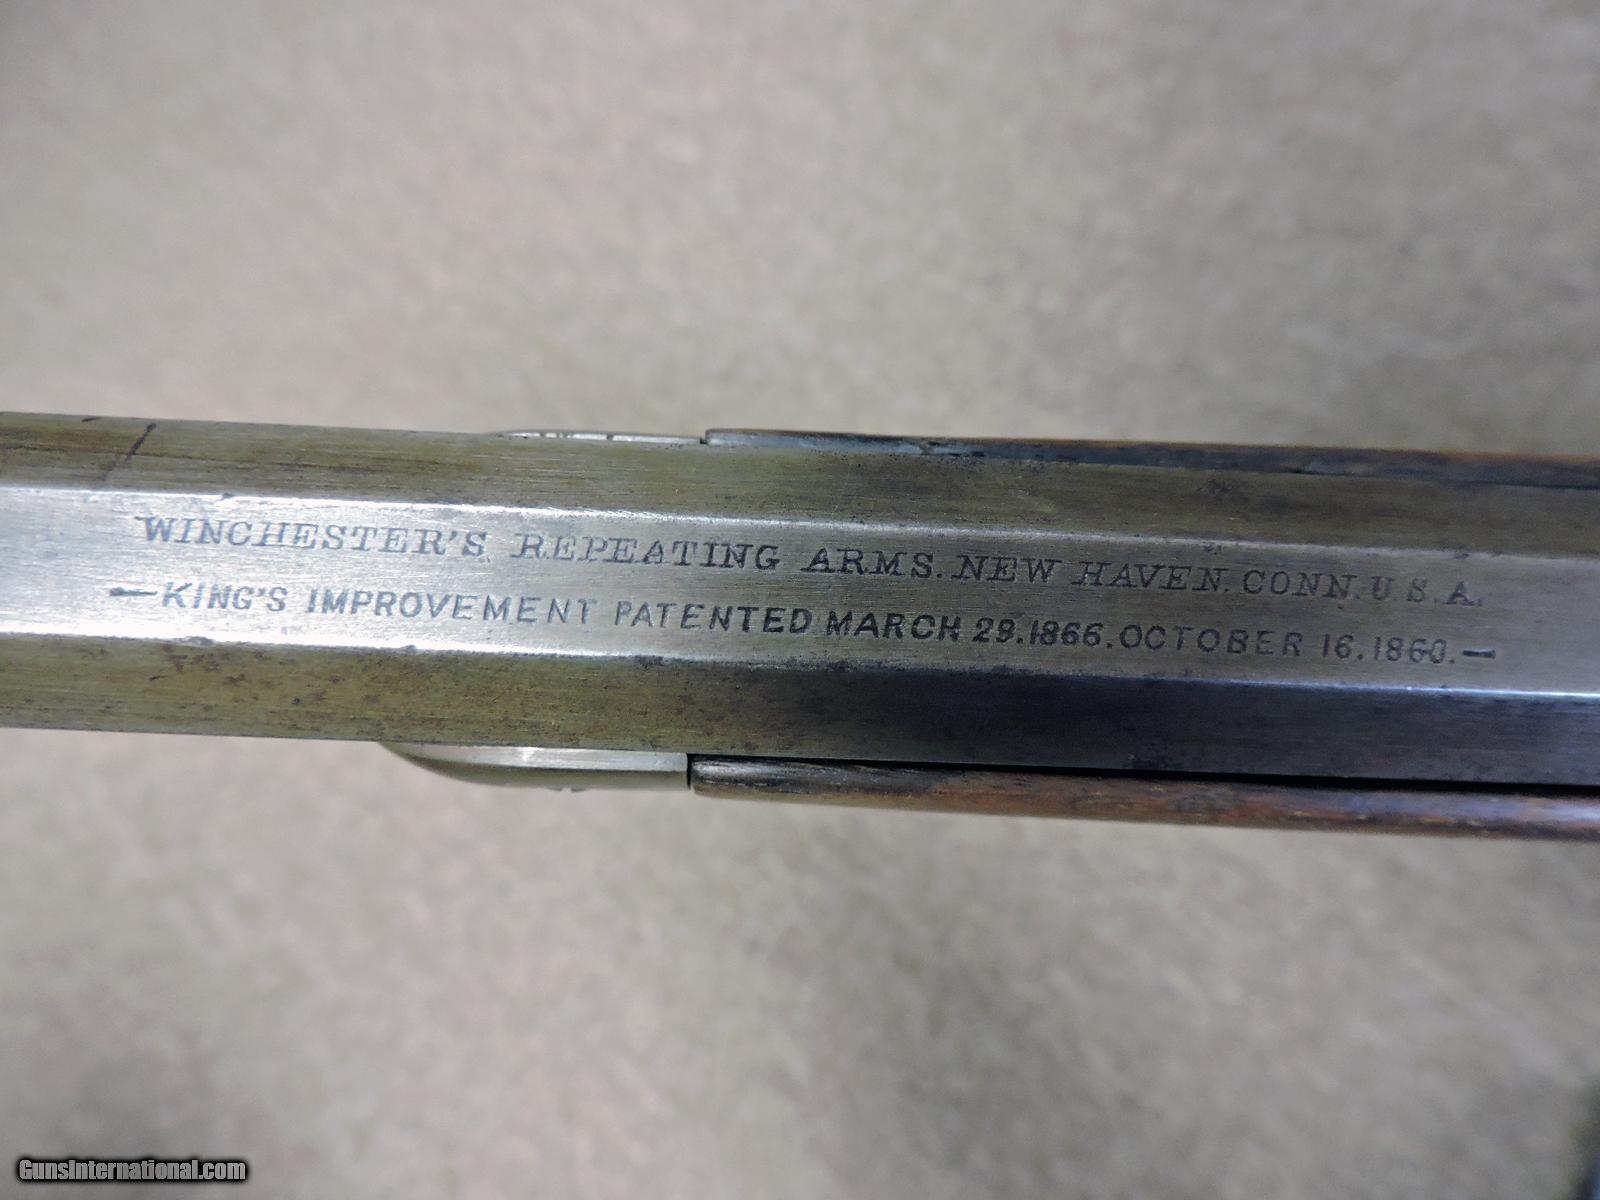 WINCHESTER'S REPEATING ARMS. NEW HAVEN. CONN. U.S.A.
—KING'S IMPROVEMENT PATENTED MARCH 29. 1866. OCTOBER 16. 1860.—
GunsInternational.com